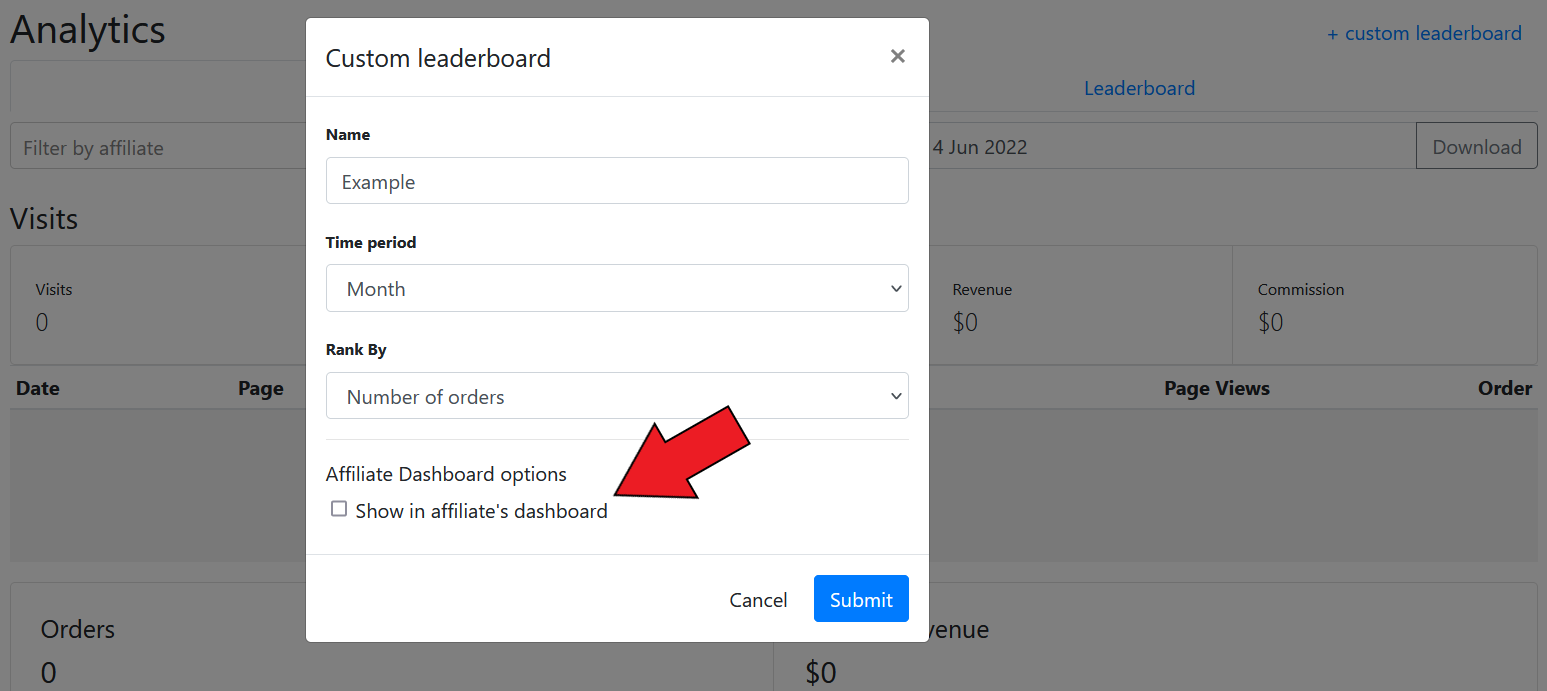 Analytics
+ custom leaderboard
Leaderboard
Filter by affiliate
4 Jun 2022
Download
Visits
Visits
0
Revenue
$0
Commission
$0
Date
Page
Page Views
Order
Orders
0
venue
$0
Custom leaderboard
×
Name
Example
Time period
Month
Rank By
Number of orders
Affiliate Dashboard options
Show in affiliate's dashboard
Cancel
Submit